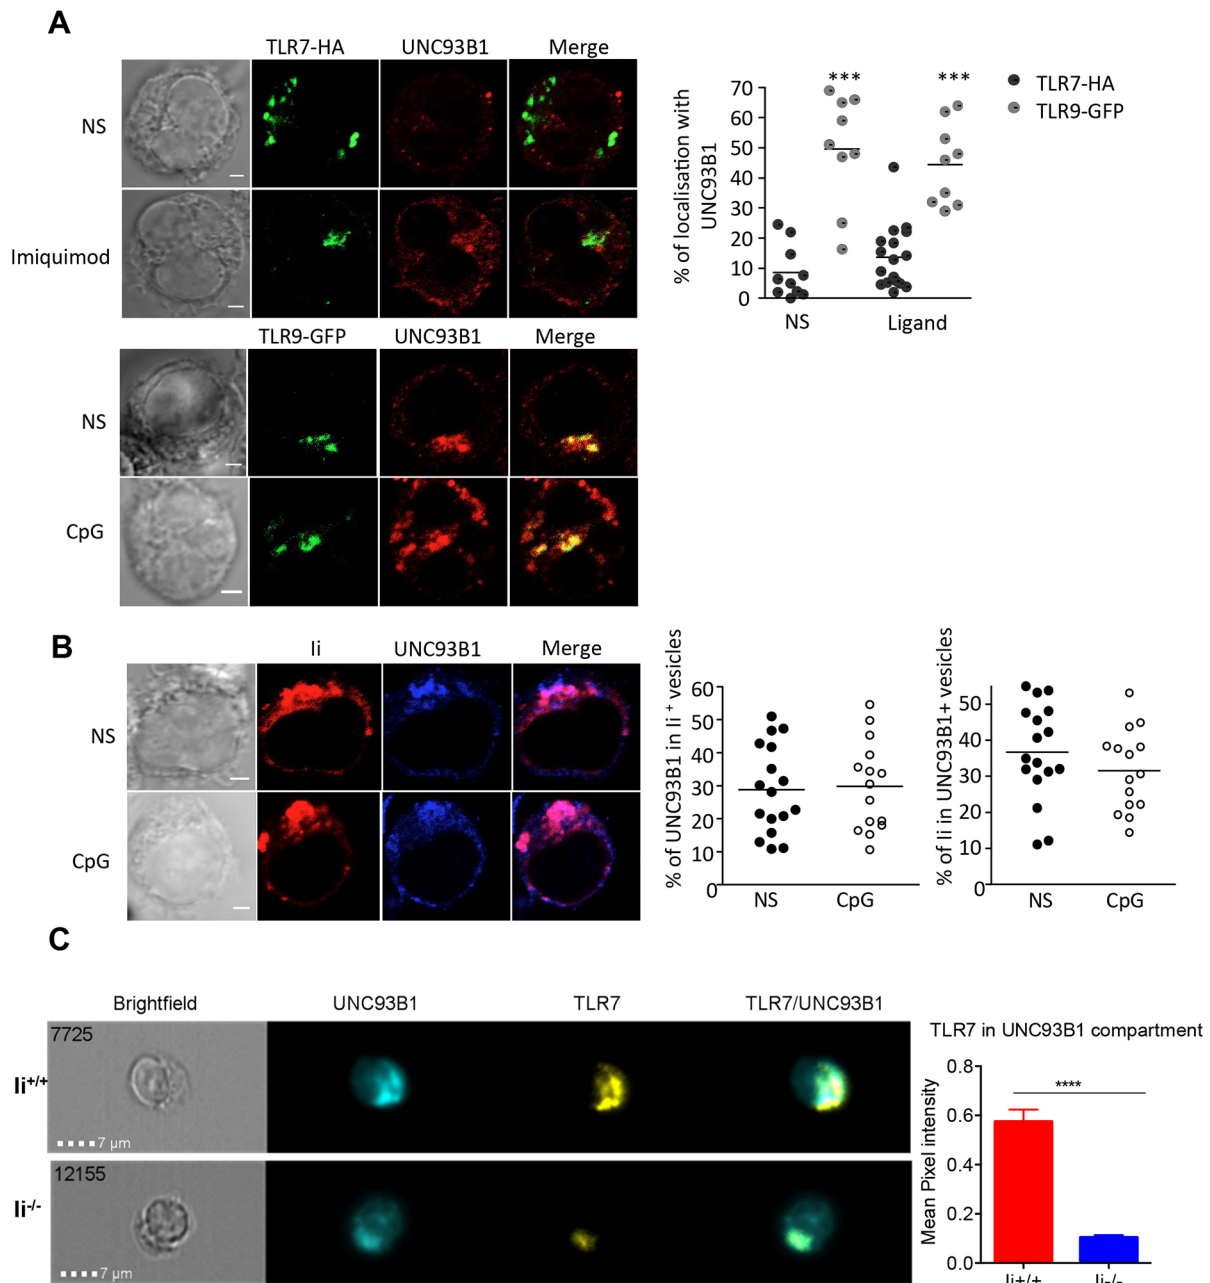 A
TLR7-HA UNC93B1 Merge
NS
Imiquimod
TLR9-GFP UNC93B1 Merge
NS
CpG
% of localisation with
UNC93B1
70
60
50
40
30
20
10
0
*** ***
NS Ligand
TLR7-HA
TLR9-GFP
B
Ii UNC93B1 Merge
NS
CpG
% of UNC93B1 in Ii + vesicles
60
50
40
30
20
10
0
NS CpG
% of Ii in UNC93B1+ vesicles
50
40
30
20
10
0
NS CpG
C
Brightfield UNC93B1 TLR7 TLR7/UNC93B1
Ii+/+
7725
7 µm
Ii-/-
12155
7 µm
TLR7 in UNC93B1 compartment
Mean Pixel intensity
0.8
0.6
0.4
0.2
0.0
****
Ii+/+ Ii-/-